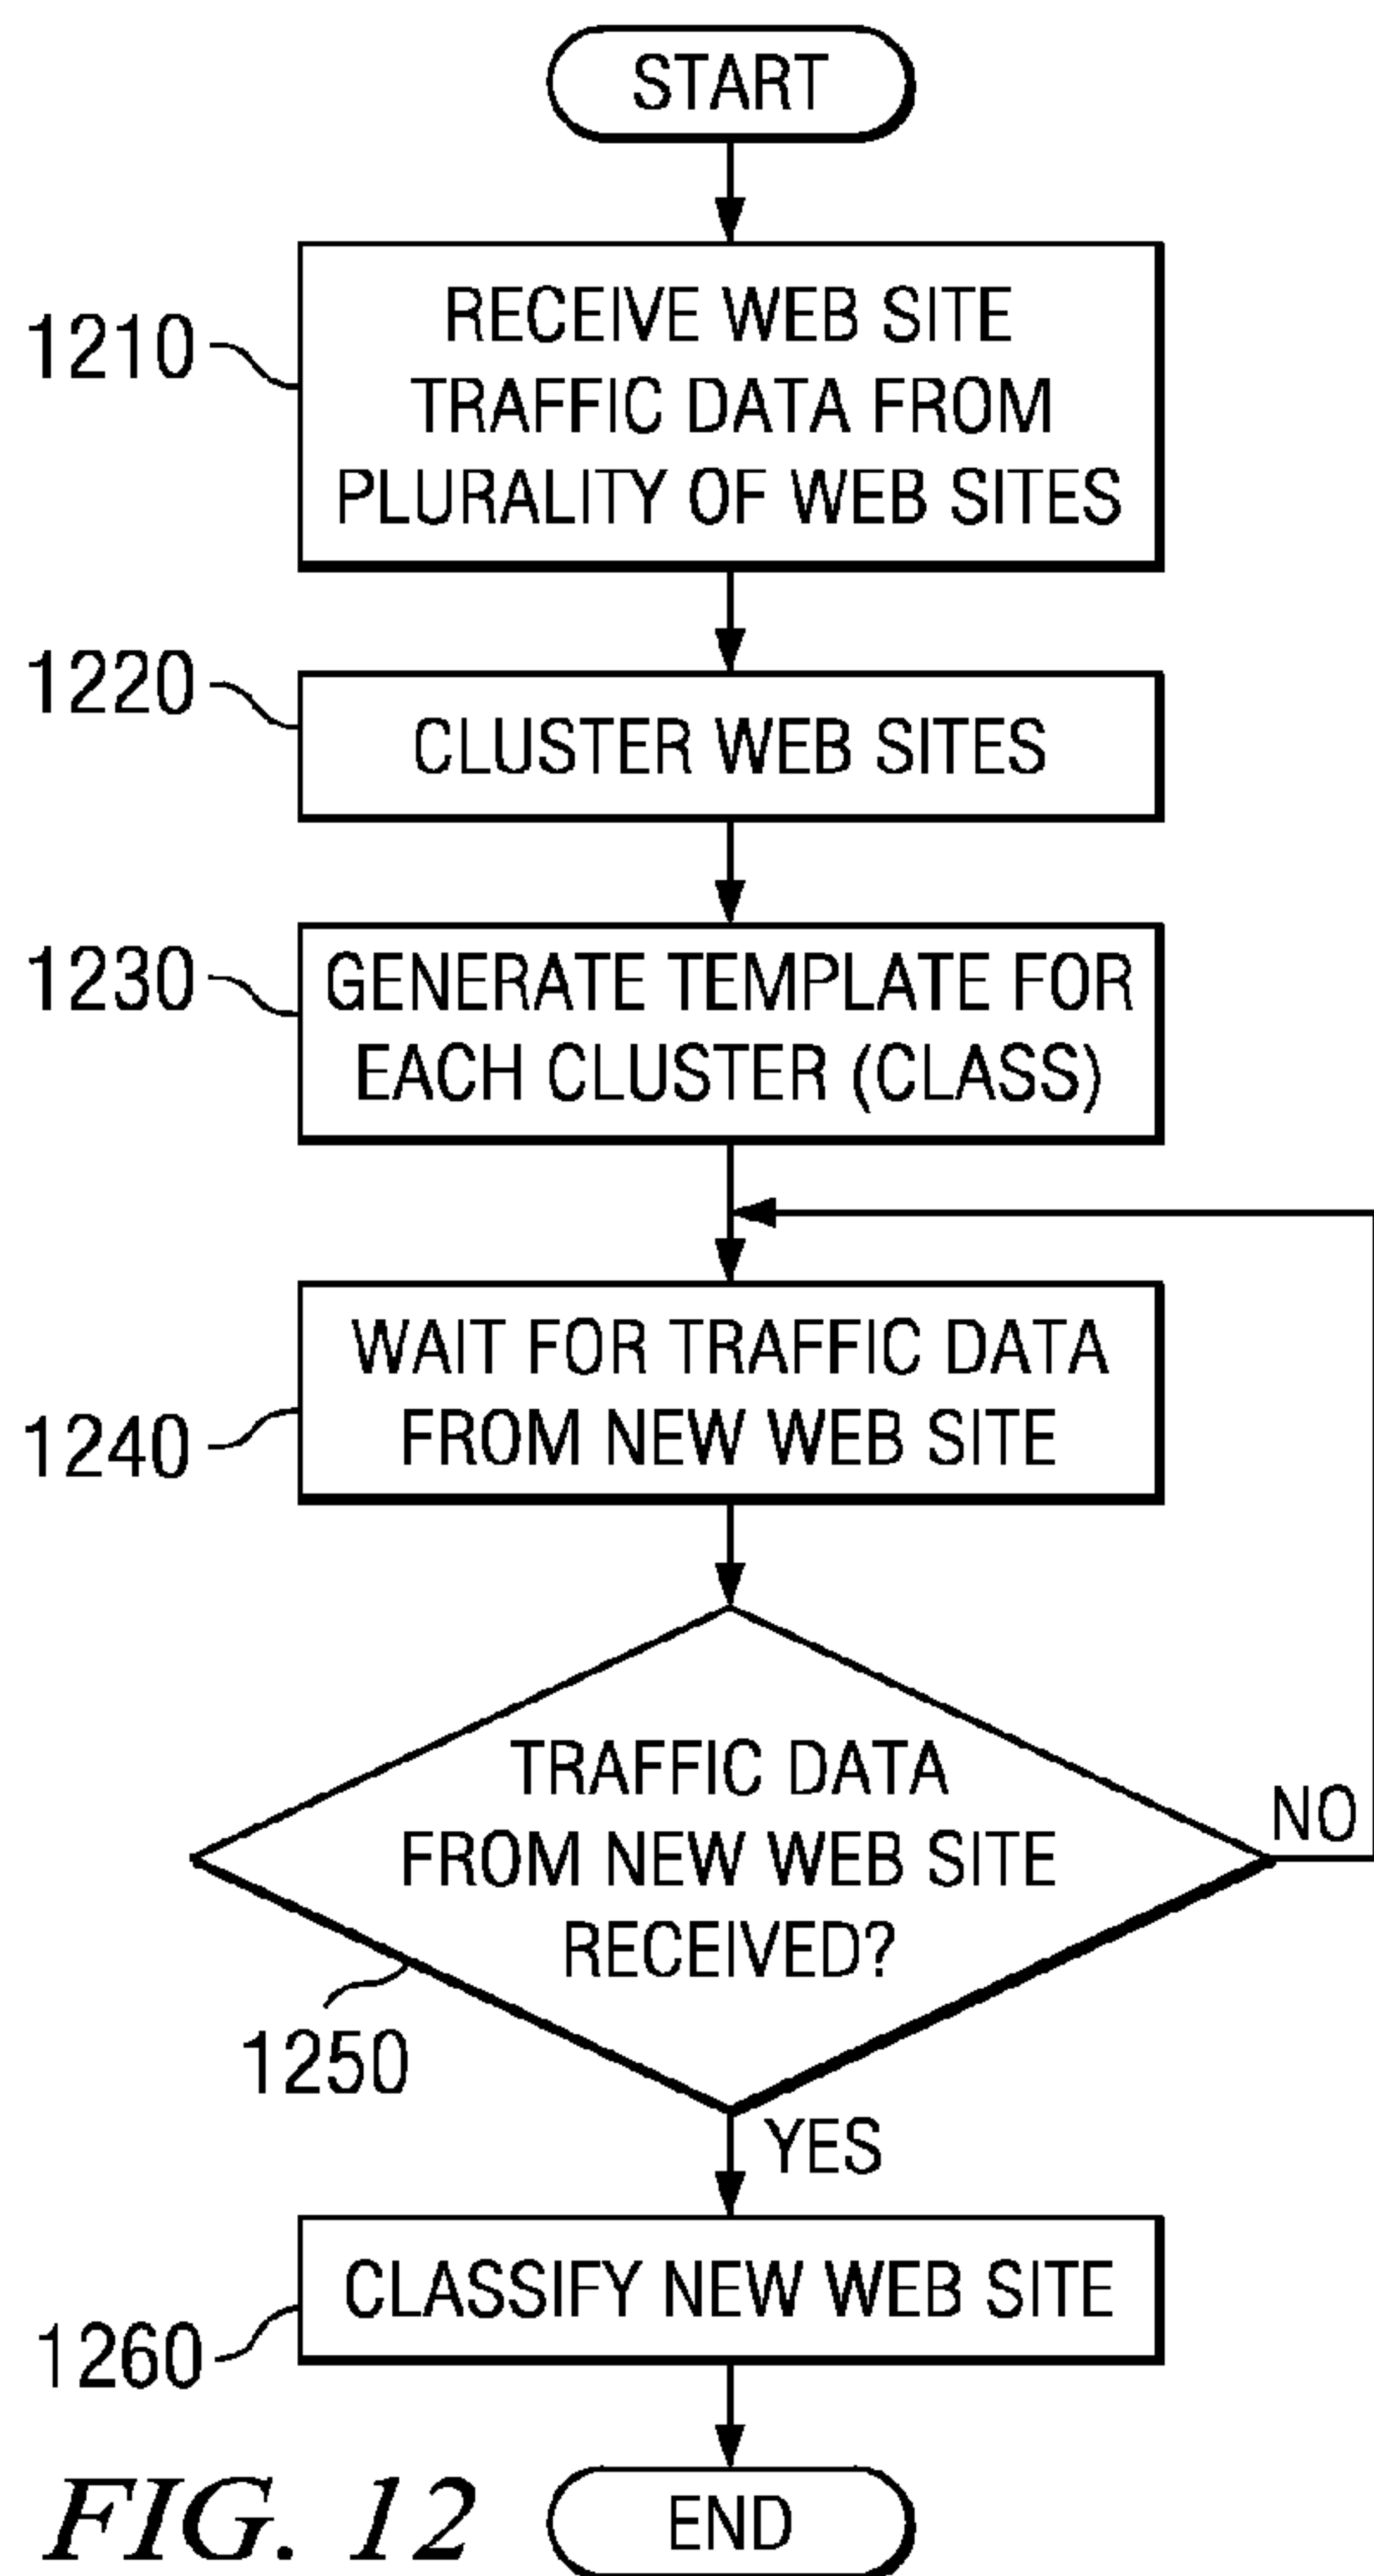 START
1210
RECEIVE WEB SITE
TRAFFIC DATA FROM
PLURALITY OF WEB SITES
1220
CLUSTER WEB SITES
1230
GENERATE TEMPLATE FOR
EACH CLUSTER (CLASS)
1240
WAIT FOR TRAFFIC DATA
FROM NEW WEB SITE
TRAFFIC DATA
FROM NEW WEB SITE
RECEIVED?
NO
1250
YES
CLASSIFY NEW WEB SITE
1260
END
FIG. 12